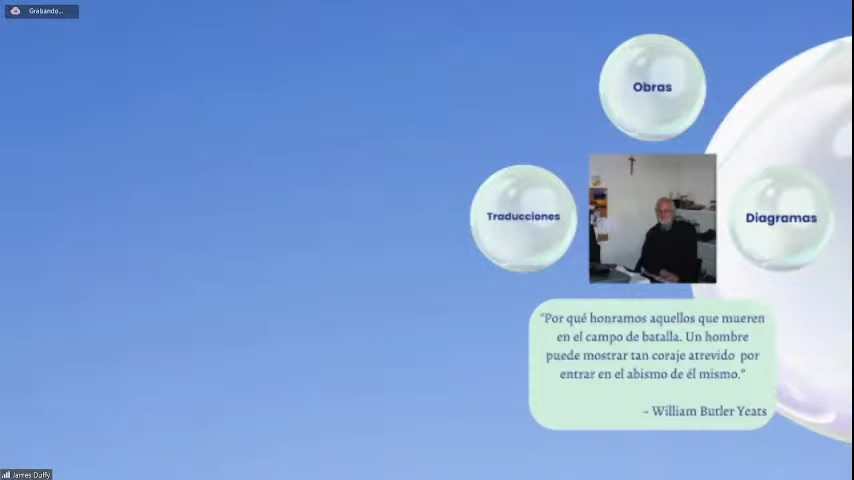 Grabando...
Obras
Traducciones
Diagramas
"Por qué honramos aquellos que mueren
en el campo de batalla. Un hombre
puede mostrar tan coraje atrevido por
entrar en el abismo de él mismo."
- William Butler Yeats
James Duffy